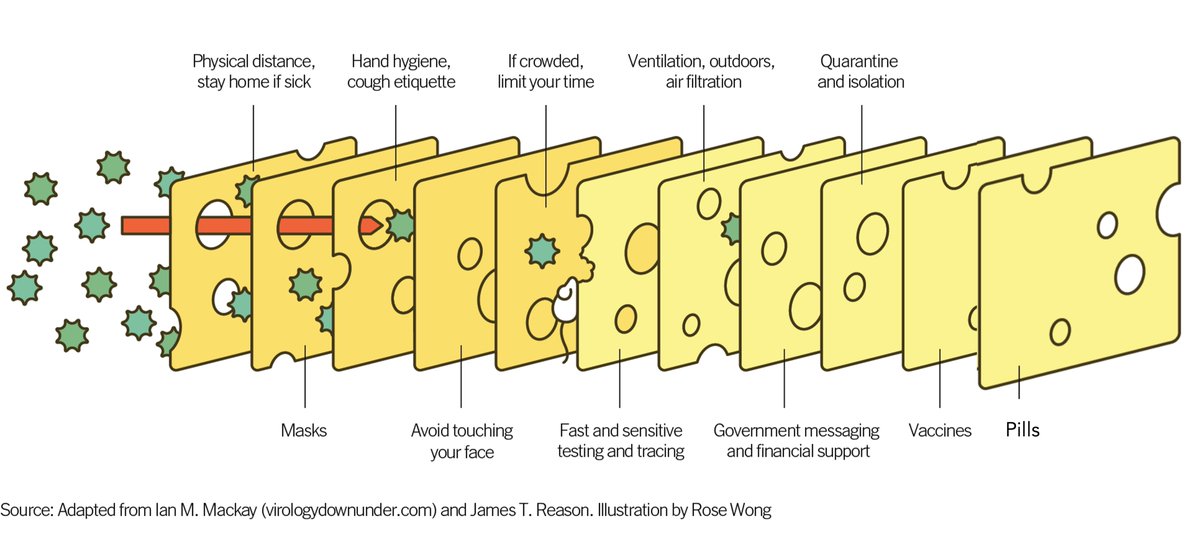 Physical distance,
stay home if sick
Hand hygiene,
cough etiquette
If crowded,
limit your time
Ventilation, outdoors,
air filtration
Quarantine
and isolation
Masks
Avoid touching
your face
Fast and sensitive
testing and tracing
Government messaging
and financial support
Vaccines
Pills
Source: Adapted from Ian M. Mackay (virologydownunder.com) and James T. Reason. Illustration by Rose Wong